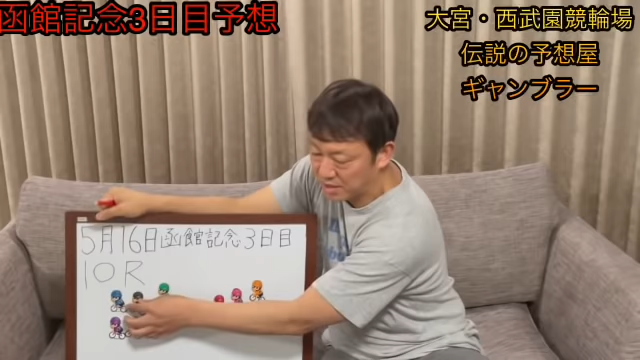 函館記念3日目予想
大宮・西武園競輪場
伝説の予想屋
ギャンブラー
5月16日函館記念3日目
10R